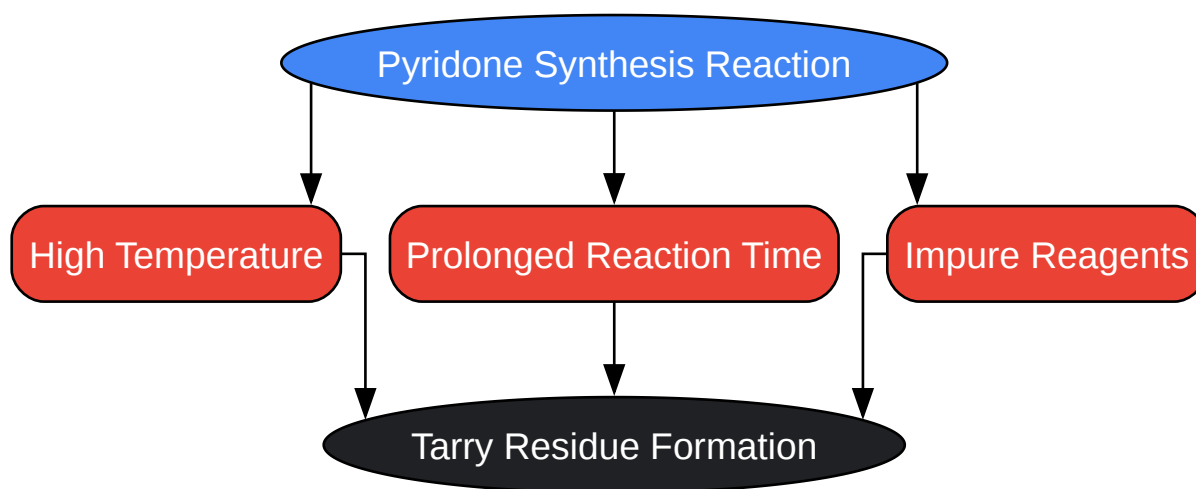 Pyridone Synthesis Reaction
High Temperature
Prolonged Reaction Time
Impure Reagents
Tarry Residue Formation